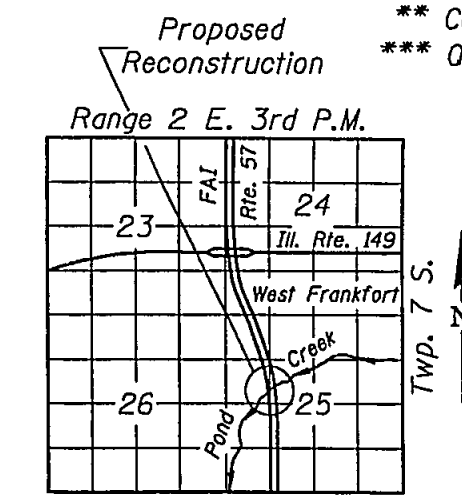 ** C
*** Q
Proposed
Reconstruction
Range 2 E. 3rd P.M.
FAI
Rte. 57
23
24
Ill. Rte. 149
West Frankfort
Twp. 7 S.
N
Creek
26
25
Pond